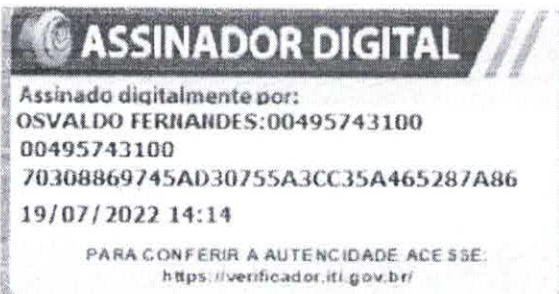 ASSINADOR DIGITAL
Assinado digitalmente por:
OSVALDO FERNANDES:00495743100
00495743100
70308869745AD30755A3CC35A465287A86
19/07/2022 14:14
PARA CONFERIR A AUTENCIDADE ACESSE:
https://verificador.iti.gov.br/